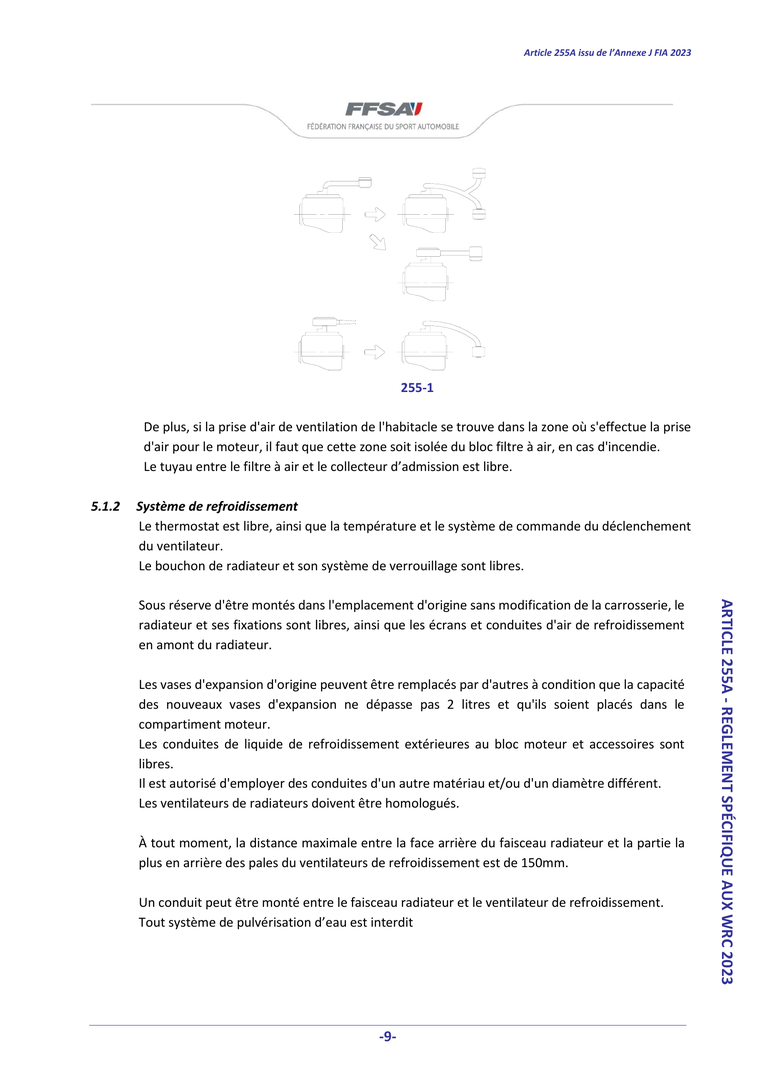 Article 255A issu de l'Annexe J FIA 2023
FFSA
FÉDÉRATION FRANÇAISE DU SPORT AUTOMOBILE
255-1
De plus, si la prise d'air de ventilation de l'habitacle se trouve dans la zone où s'effectue la prise
d'air pour le moteur, il faut que cette zone soit isolée du bloc filtre à air, en cas d'incendie.
Le tuyau entre le filtre à air et le collecteur d’admission est libre.
5.1.2 Système de refroidissement
Le thermostat est libre, ainsi que la température et le système de commande du déclenchement
du ventilateur.
Le bouchon de radiateur et son système de verrouillage sont libres.
Sous réserve d'être montés dans l'emplacement d'origine sans modification de la carrosserie, le
radiateur et ses fixations sont libres, ainsi que les écrans et conduites d'air de refroidissement
en amont du radiateur.
Les vases d'expansion d'origine peuvent être remplacés par d'autres à condition que la capacité
des nouveaux vases d'expansion ne dépasse pas 2 litres et qu'ils soient placés dans le
compartiment moteur.
Les conduites de liquide de refroidissement extérieures au bloc moteur et accessoires sont
libres.
Il est autorisé d'employer des conduites d'un autre matériau et/ou d'un diamètre différent.
Les ventilateurs de radiateurs doivent être homologués.
À tout moment, la distance maximale entre la face arrière du faisceau radiateur et la partie la
plus en arrière des pales du ventilateurs de refroidissement est de 150mm.
Un conduit peut être monté entre le faisceau radiateur et le ventilateur de refroidissement.
Tout système de pulvérisation d’eau est interdit
ARTICLE 255A - REGLEMENT SPÉCIFIQUE AUX WRC 2023
-9-